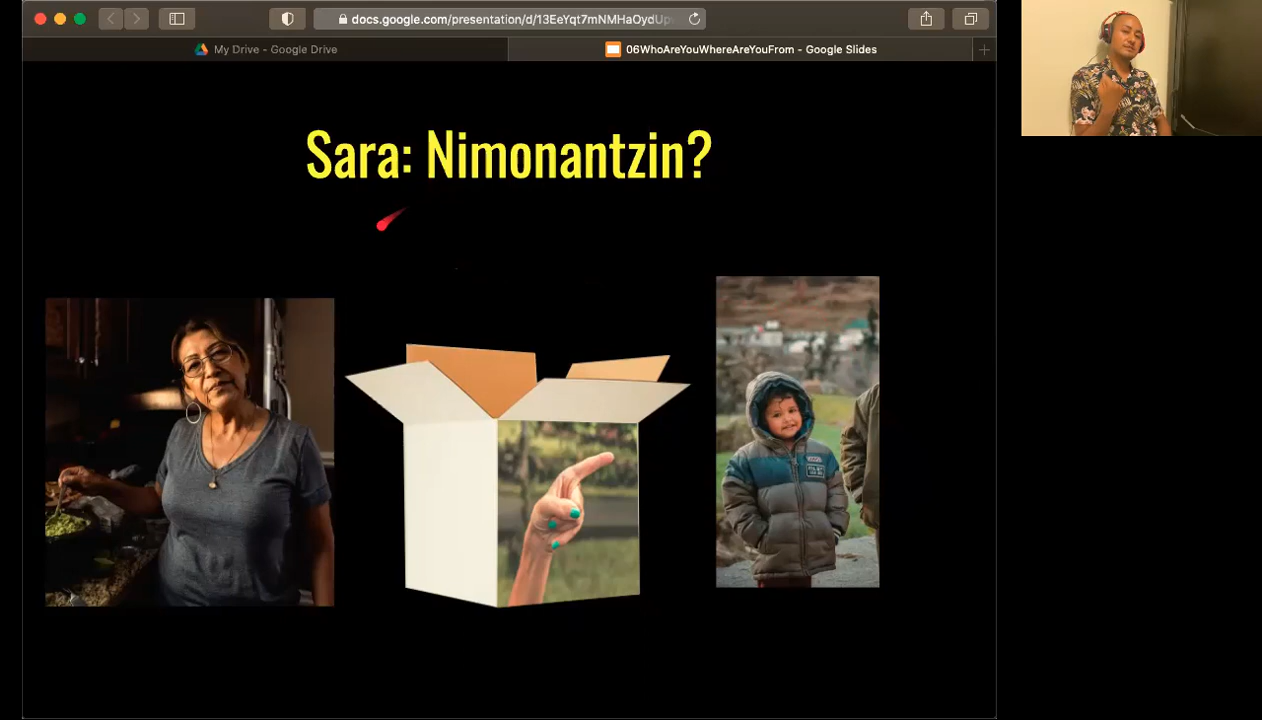 docs.google.com/presentation/d/13EeYqt7mNMHaOydUp
My Drive - Google Drive
06WhoAreYouWhereAreYouFrom - Google Slides
Sara: Nimonantzin?